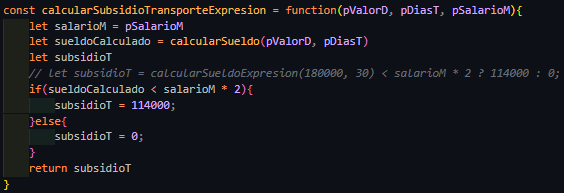 const calcularSubsidioTransporteExpresion = function(pValorD, pDiasT, pSalarioM){
let salarioM = pSalarioM
let sueldoCalculado = calcularSueldo(pValorD, pDiasT)
let subsidioT
// let subsidioT = calcularSueldoExpresion(180000, 30) < salarioM * 2 ? 114000 : 0;
if(sueldoCalculado < salarioM * 2){
subsidioT = 114000;
}else{
subsidioT = 0;
}
return subsidioT
}